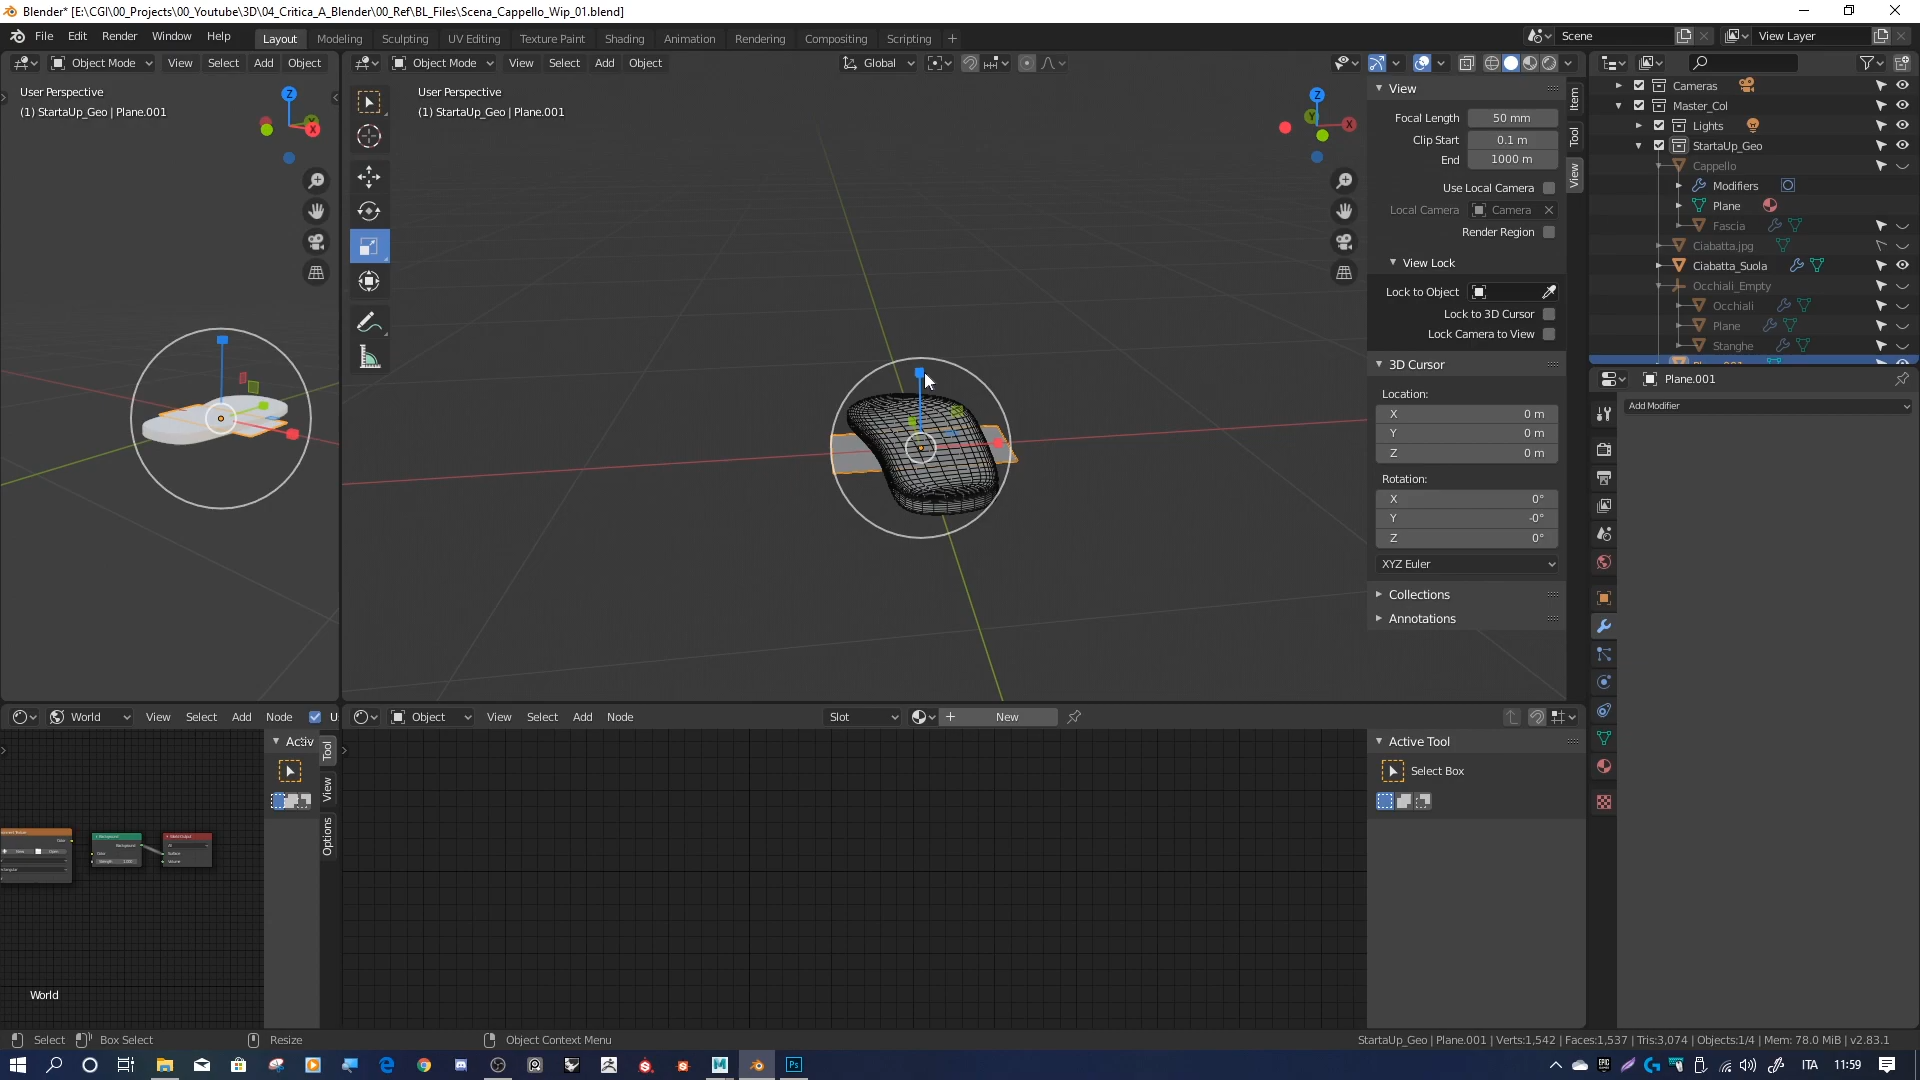 Blender* [E:\CGI\00_Projects\00_Youtube\3D\04_Critica_A_Blender\00_Ref\BL_Files\Scena_Cappello_Wip_01.blend]
File Edit Render Window Help Layout Modeling Sculpting UV Editing Texture Paint Shading Animation Rendering Compositing Scripting + Scene View Layer
Object Mode View Select Add Object
Object Mode View Select Add Object Global
User Perspective
(1) StartaUp_Geo | Plane.001
User Perspective
(1) StartaUp_Geo | Plane.001
View
Focal Length 50 mm
Clip Start 0.1 m
End 1000 m
Use Local Camera
Local Camera Camera
Render Region
View Lock
Lock to Object
Lock to 3D Cursor
Lock Camera to View
3D Cursor
Location:
X 0 m
Y 0 m
Z 0 m
Rotation:
X 0°
Y -0°
Z 0°
XYZ Euler
Collections
Annotations
Item
Tool
View
Cameras
Master_Col
Lights
StartaUp_Geo
Cappello
Modifiers
Plane
Fascia
Ciabatta.jpg
Ciabatta_Suola
Occhiali_Empty
Occhiali
Plane
Stanghe
Plane.001
Add Modifier
World View Select Add Node U
Object View Select Add Node Slot New
Activ
Tool
View
Options
World
Active Tool
Select Box
Select Box Select Resize Object Context Menu
StartaUp_Geo | Plane.001 | Verts:1,542 | Faces:1,537 | Tris:3,074 | Objects:1/4 | Mem: 78.0 MiB | v2.83.1
ITA 11:59